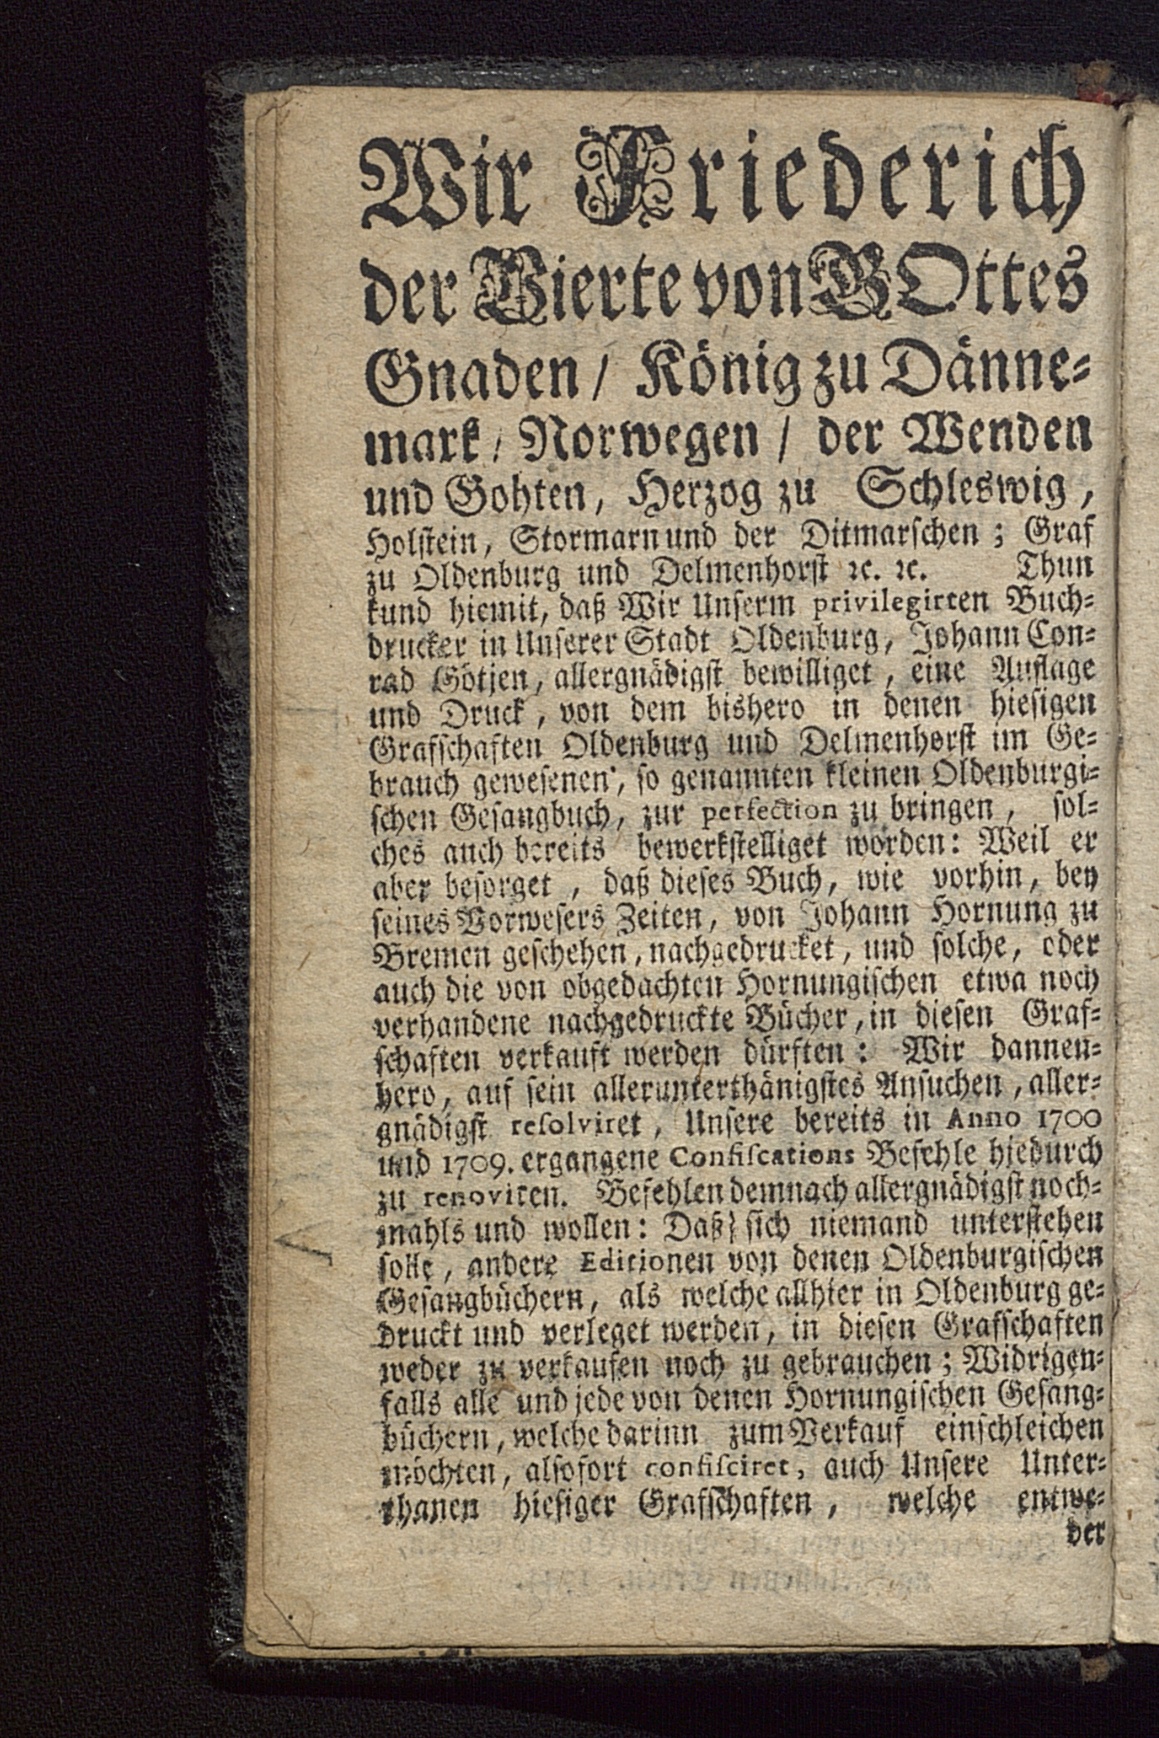 Wir Friederich
der Vierte von GOttes
Gnaden / König zu Dänne-
mark / Norwegen / der Wenden
und Gohten, Herzog zu Schleswig,
Holstein, Stormarn und der Ditmarschen; Graf
zu Oldenburg und Delmenhorst ꝛc. ꝛc. Thun
kund hiemit, daß Wir Unserm privilegirten Buch-
drucker in Unserer Stadt Oldenburg, Johann Con-
rad Götjen, allergnädigst bewilliget, eine Auflage
und Druck, von dem bishero in denen hiesigen
Grafschaften Oldenburg und Delmenhorst im Ge-
brauch gewesenen, so genannten kleinen Oldenburgi-
schen Gesangbuch, zur perfection zu bringen, sol-
ches auch bereits bewerkstelliget worden: Weil er
aber besorget, daß dieses Buch, wie vorhin, bey
seines Vorwesers Zeiten, von Johann Hornung zu
Bremen geschehen, nachgedrucket, und solche, oder
auch die von obgedachten Hornungischen etwa noch
verhandene nachgedruckte Bücher, in diesen Graf-
schaften verkauft werden dürften: Wir dannen-
hero, auf sein allerunterthänigstes Ansuchen, aller-
gnädigst resolviret, Unsere bereits in Anno 1700
und 1709. ergangene Confiscations Befehle hiedurch
zu renoviren. Befehlen demnach allergnädigst noch-
mahls und wollen: Daß sich niemand unterstehen
solle, andere Editionen von denen Oldenburgischen
Gesangbüchern, als welche allhier in Oldenburg ge-
druckt und verleget werden, in diesen Grafschaften
weder zu verkaufen noch zu gebrauchen; Widrigen-
falls alle und jede von denen Hornungischen Gesang-
büchern, welche darinn zum Verkauf einschleichen
möchten, alsofort confisciret, auch Unsere Unter-
thanen hiesiger Grafschaften, welche entwe-
der